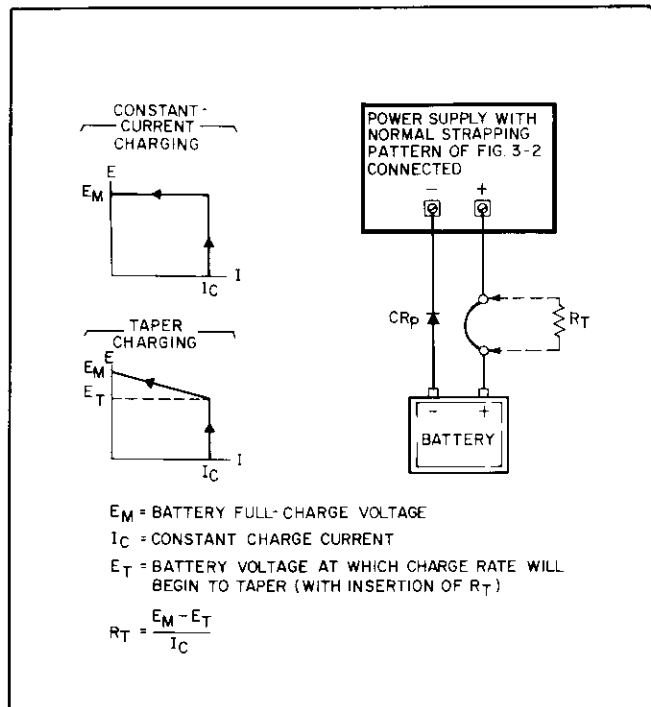 CONSTANT-
CURRENT
CHARGING
E
EM
IC
I
TAPER
CHARGING
E
EM
ET
IC
I
POWER SUPPLY WITH
NORMAL STRAPPING
PATTERN OF FIG. 3-2
CONNECTED
- +
CRP
RT
- +
BATTERY
EM = BATTERY FULL-CHARGE VOLTAGE
IC = CONSTANT CHARGE CURRENT
ET = BATTERY VOLTAGE AT WHICH CHARGE RATE WILL
BEGIN TO TAPER (WITH INSERTION OF RT)
RT = EM - ET
IC